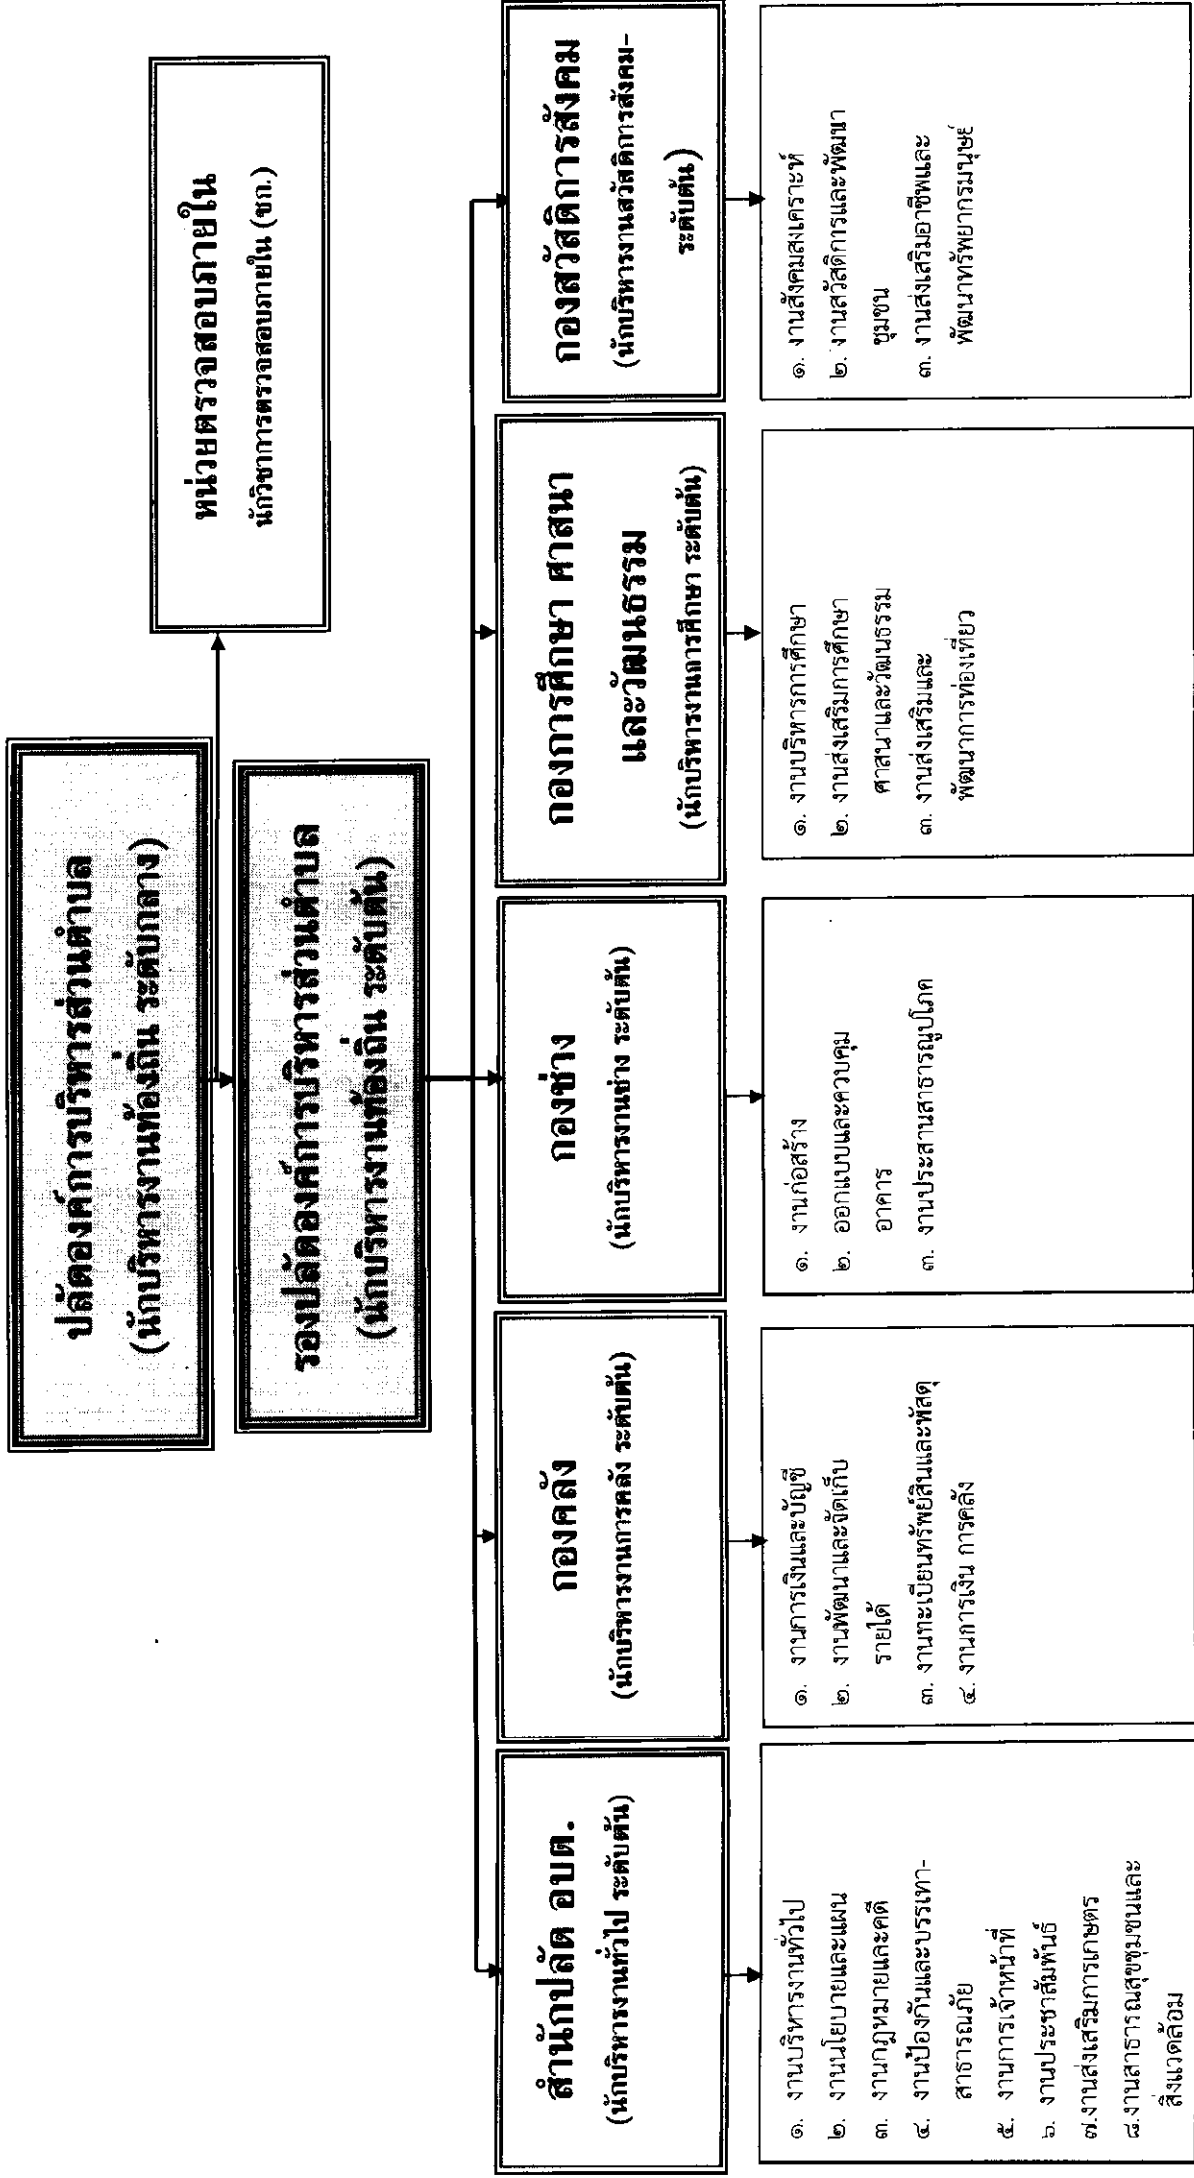 ปลัดองค์การบริหารส่วนตำบล
(นักบริหารงานท้องถิ่น ระดับกลาง)
หน่วยตรวจสอบภายใน
นักวิชาการตรวจสอบภายใน (ชก.)
รองปลัดองค์การบริหารส่วนตำบล
(นักบริหารงานท้องถิ่น ระดับต้น)
สำนักปลัด อบต.
(นักบริหารงานทั่วไป ระดับต้น)
กองคลัง
(นักบริหารงานการคลัง ระดับต้น)
กองช่าง
(นักบริหารงานช่าง ระดับต้น)
กองการศึกษา ศาสนา
และวัฒนธรรม
(นักบริหารงานการศึกษา ระดับต้น)
กองสวัสดิการสังคม
(นักบริหารงานสวัสดิการสังคม-
ระดับต้น)
๑. งานบริหารงานทั่วไป
๒. งานนโยบายและแผน
๓. งานกฎหมายและคดี
๔. งานป้องกันและบรรเทา-
สาธารณภัย
๕. งานการเจ้าหน้าที่
๖. งานประชาสัมพันธ์
๗.งานส่งเสริมการเกษตร
๘.งานสาธารณสุขชุมชนและ
สิ่งแวดล้อม
๑. งานการเงินและบัญชี
๒. งานพัฒนาและจัดเก็บ
รายได้
๓. งานทะเบียนทรัพย์สินและพัสดุ
๔. งานการเงิน การคลัง
๑. งานก่อสร้าง
๒. ออกแบบและควบคุม
อาคาร
๓. งานประสานสาธารณูปโภค
๑. งานบริหารการศึกษา
๒. งานส่งเสริมการศึกษา
ศาสนาและวัฒนธรรม
๓. งานส่งเสริมและ
พัฒนาการท่องเที่ยว
๑. งานสังคมสงเคราะห์
๒. งานสวัสดิการและพัฒนา
ชุมชน
๓. งานส่งเสริมอาชีพและ
พัฒนาทรัพยากรมนุษย์